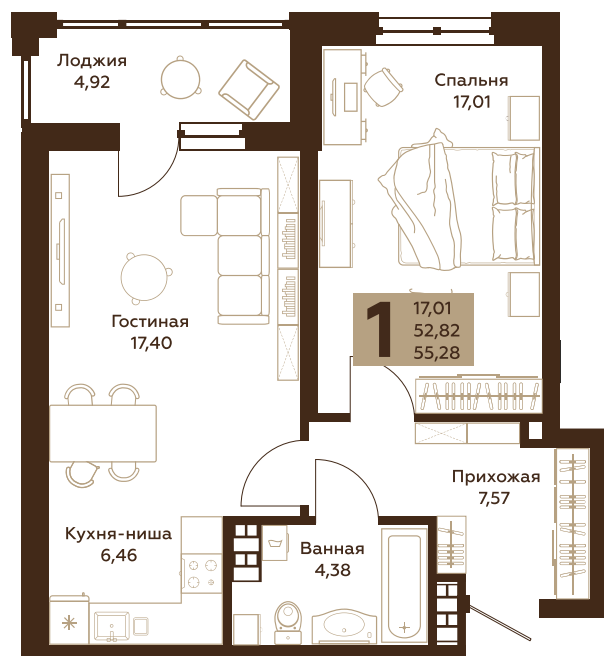 Лоджия
4,92
Спальня
17,01
1
17,01
52,82
55,28
Гостиная
17,40
Прихожая
7,57
Кухня-ниша
6,46
Ванная
4,38